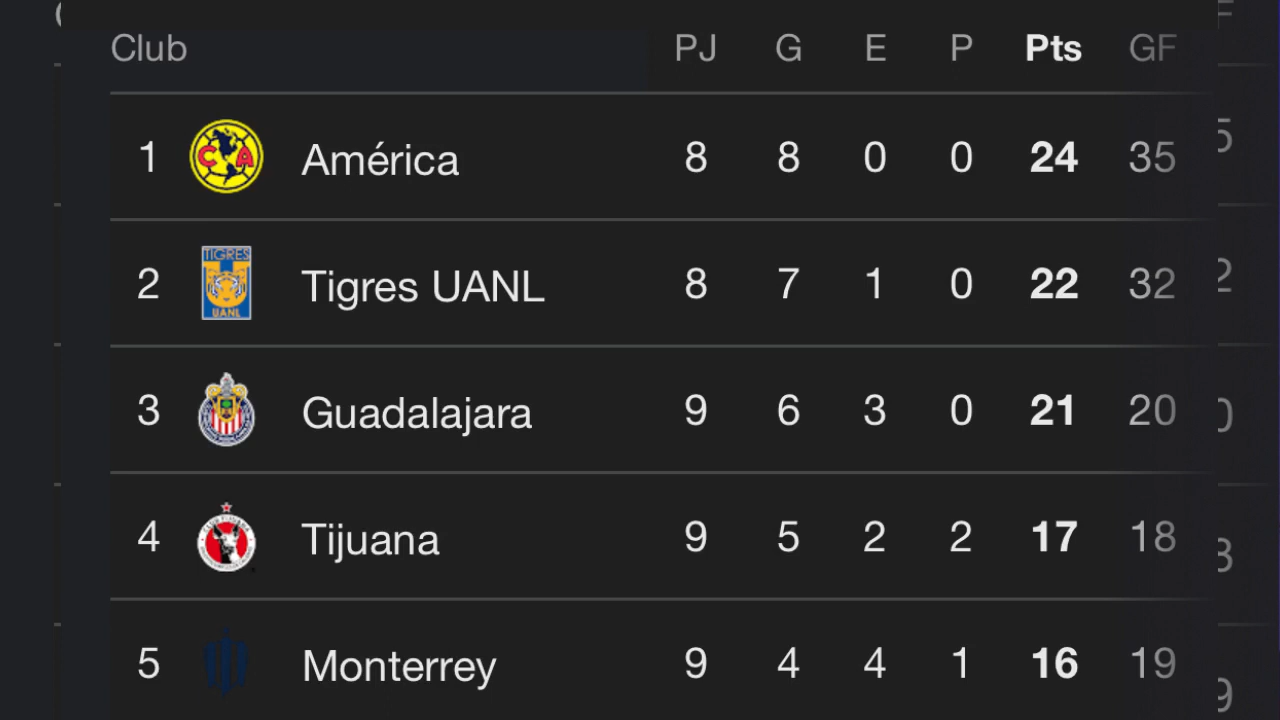 Club PJ G E P Pts GF
1 América 8 8 0 0 24 35
2 TIGRES UANL Tigres UANL 8 7 1 0 22 32
3 Guadalajara 9 6 3 0 21 20
4 Tijuana 9 5 2 2 17 18
5 Monterrey 9 4 4 1 16 19